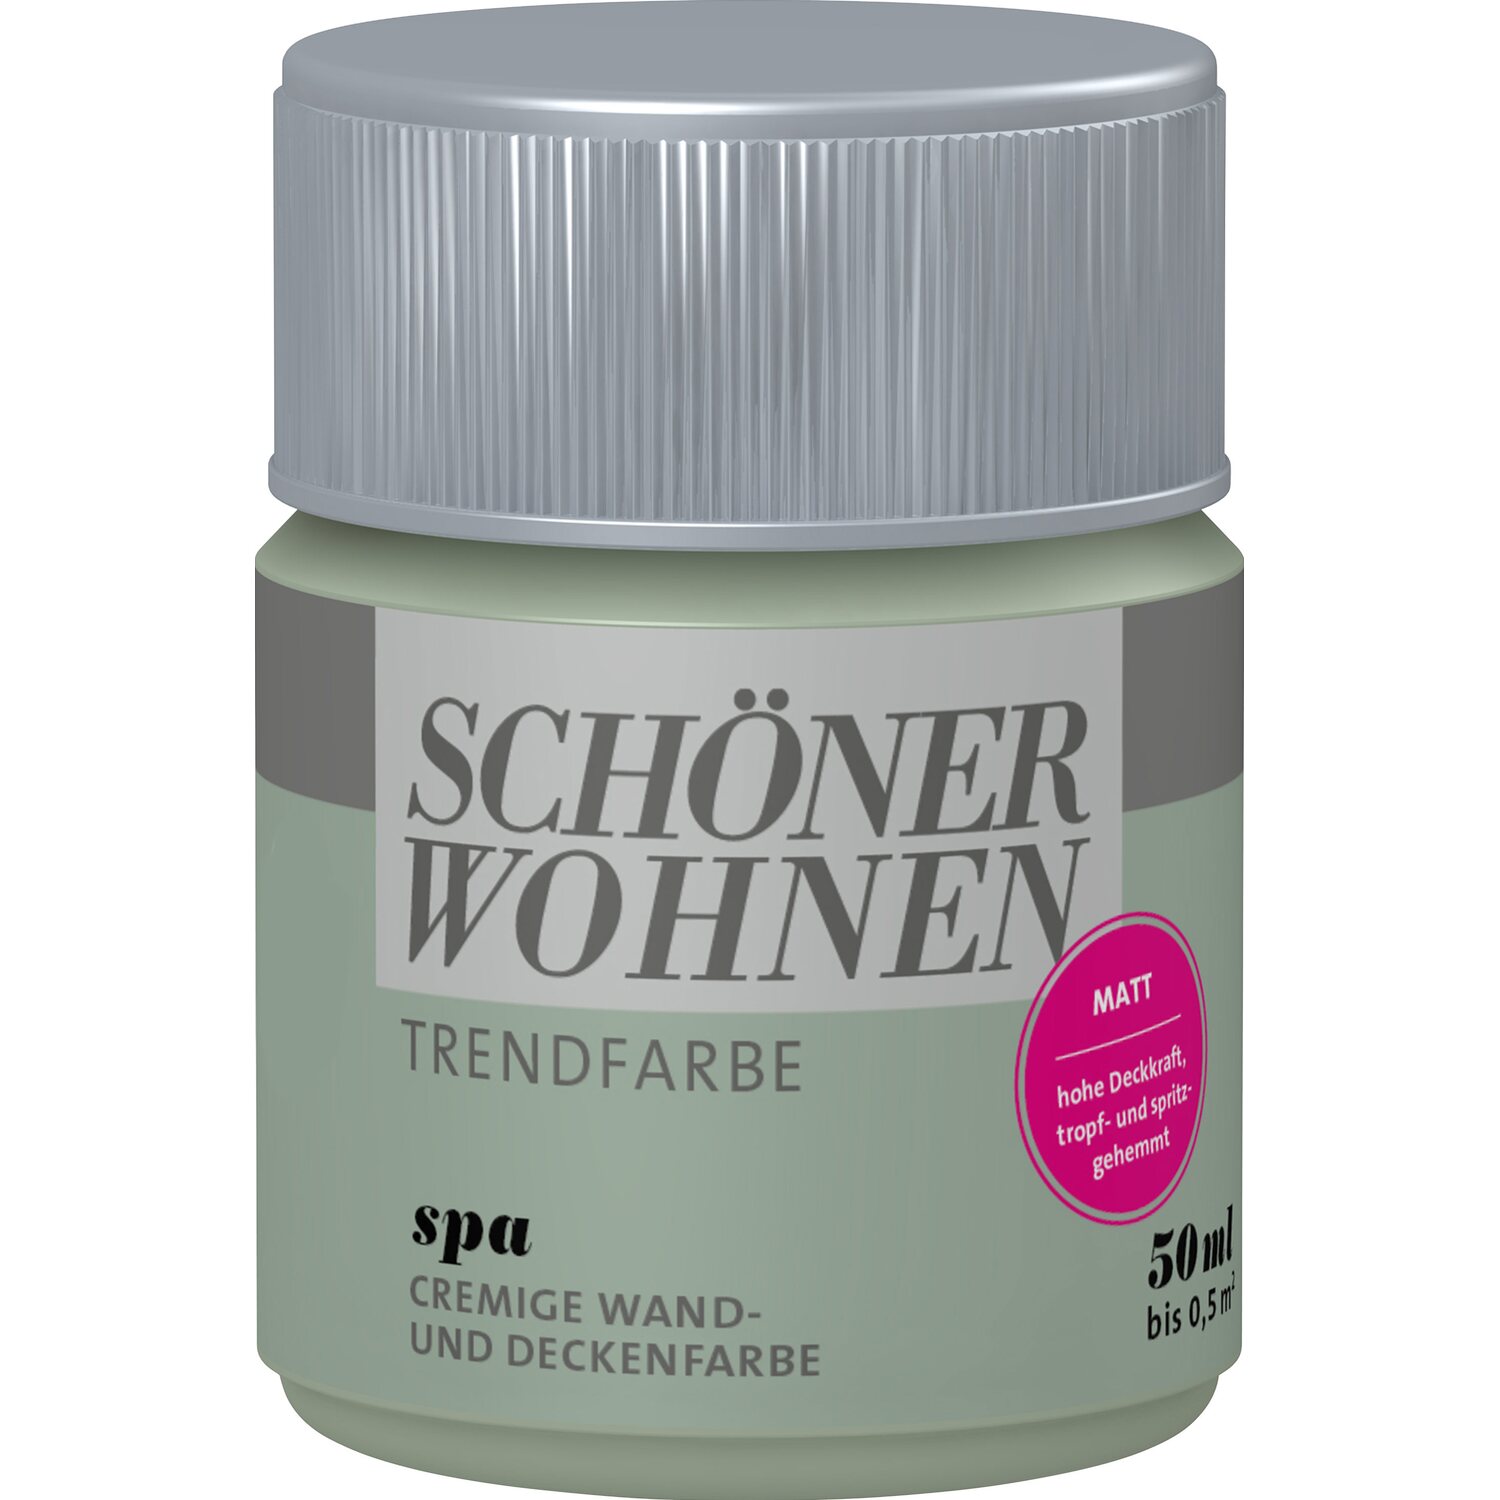 SCHÖNER
WOHNEN
TRENDFARBE
MATT
hohe Deckkraft,
tropf- und spritz-
gehemmt
spa
CREMIGE WAND-
UND DECKENFARBE
50 ml
bis 0,5 m²